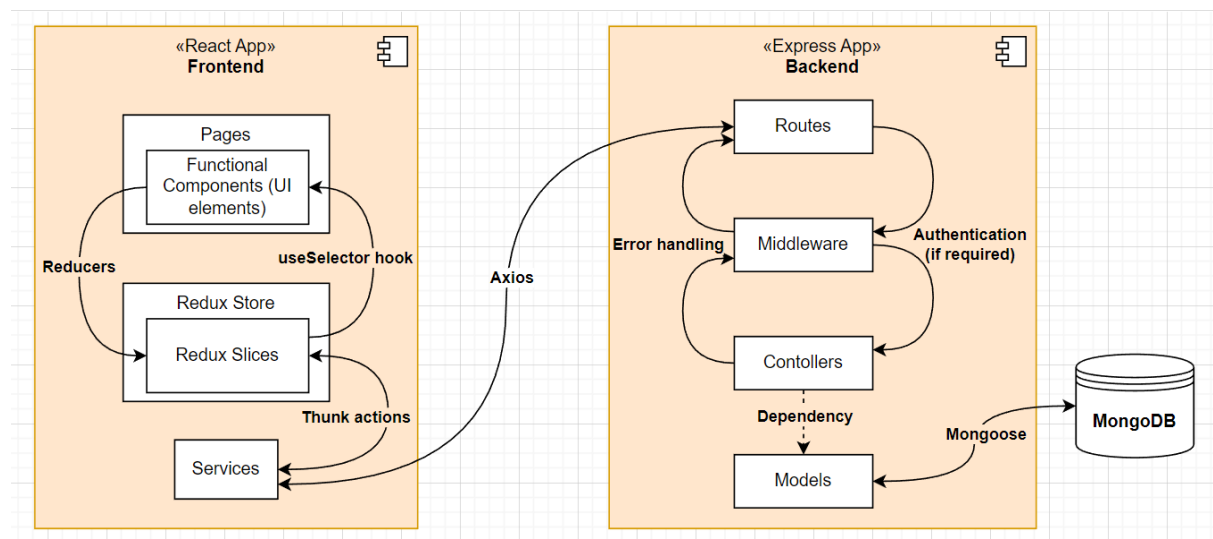 «React App»
Frontend
Pages
Functional
Components (UI
elements)
Reducers
useSelector hook
Redux Store
Redux Slices
Thunk actions
Services
Axios
«Express App»
Backend
Routes
Error handling
Middleware
Authentication
(if required)
Contollers
Dependency
Models
Mongoose
MongoDB